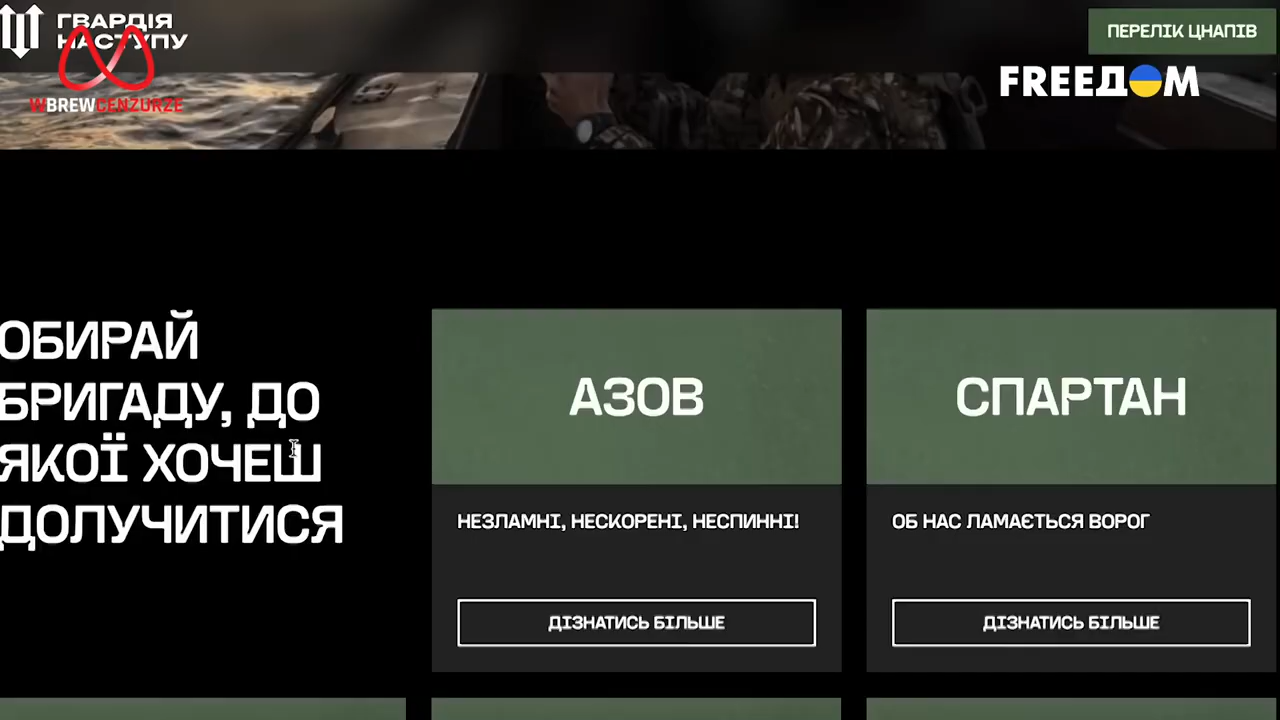 ГВАРДІЯ
НАСТУПУ
WBREWCENZURZE
ПЕРЕЛІК ЦНАПІВ
FREEДОМ
ОБИРАЙ
БРИГАДУ, ДО
ЯКОЇ ХОЧЕШ
ДОЛУЧИТИСЯ
АЗОВ
НЕЗЛАМНІ, НЕСКОРЕНІ, НЕСПИННІ!
ДІЗНАТИСЬ БІЛЬШЕ
СПАРТАН
ОБ НАС ЛАМАЄТЬСЯ ВОРОГ
ДІЗНАТИСЬ БІЛЬШЕ